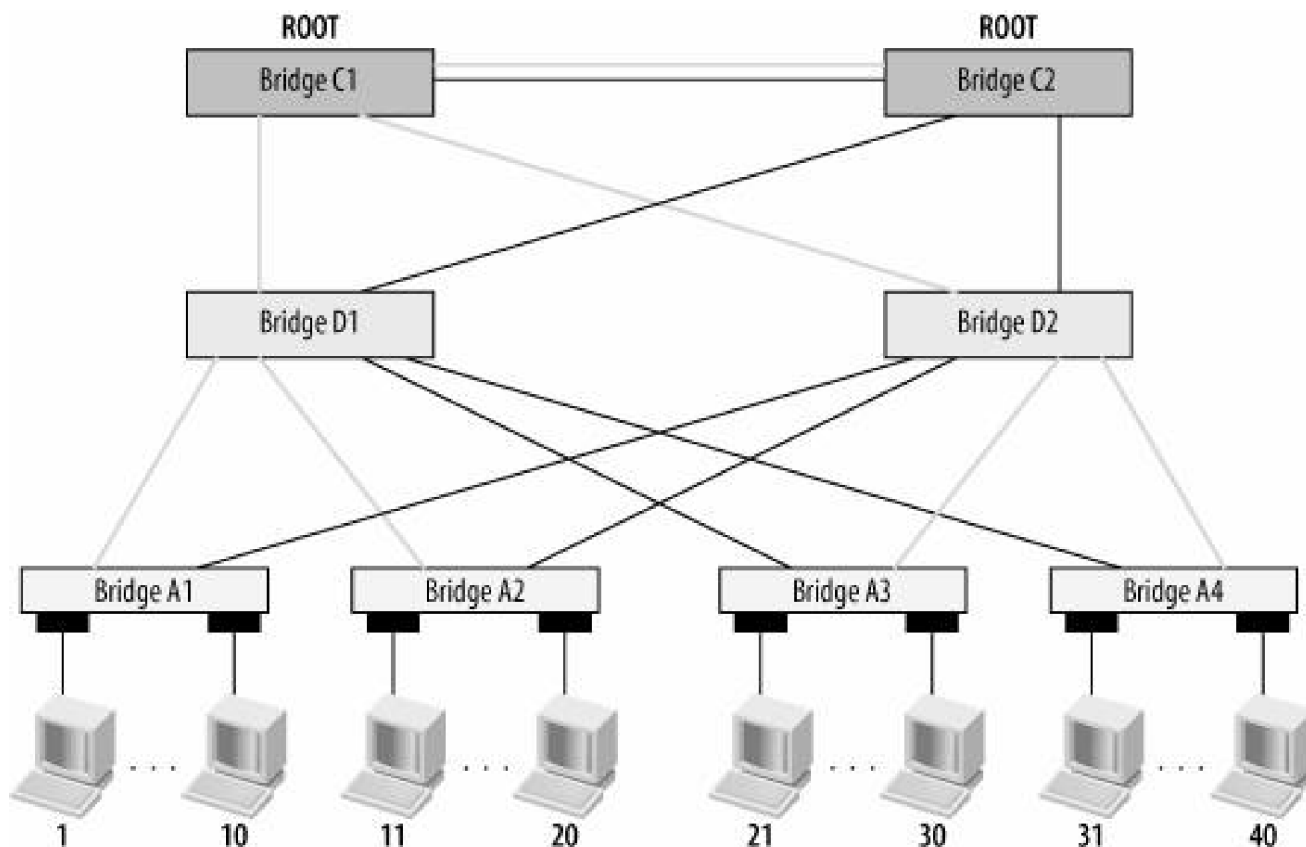 ROOT
ROOT
Bridge C1
Bridge C2
Bridge D1
Bridge D2
Bridge A1
Bridge A2
Bridge A3
Bridge A4
. . .
. . .
. . .
. . .
1
10
11
20
21
30
31
40